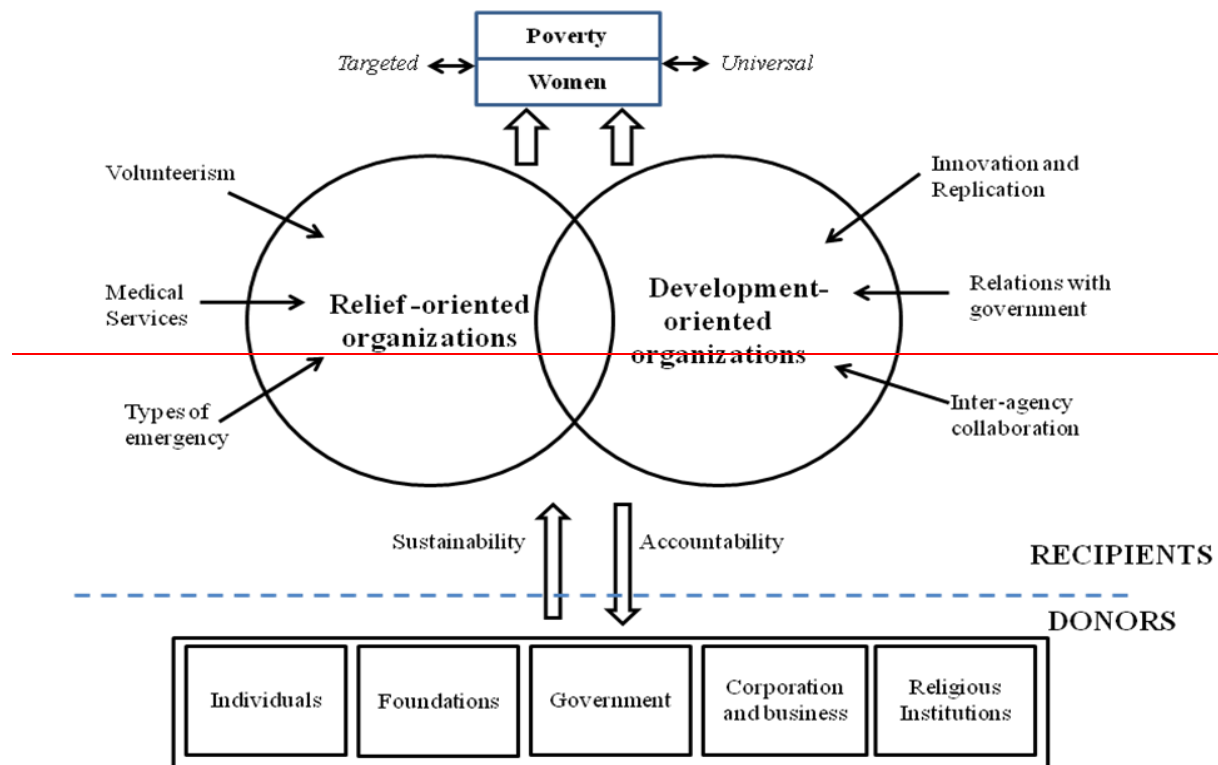 Poverty
Targeted
Universal
Women
Volunteerism
Innovation and
Replication
Medical
Services
Relief-oriented
organizations
Development-
oriented
organizations
Relations with
government
Types of
emergency
Inter-agency
collaboration
Sustainability
Accountability
RECIPIENTS
DONORS
Individuals
Foundations
Government
Corporation
and business
Religious
Institutions